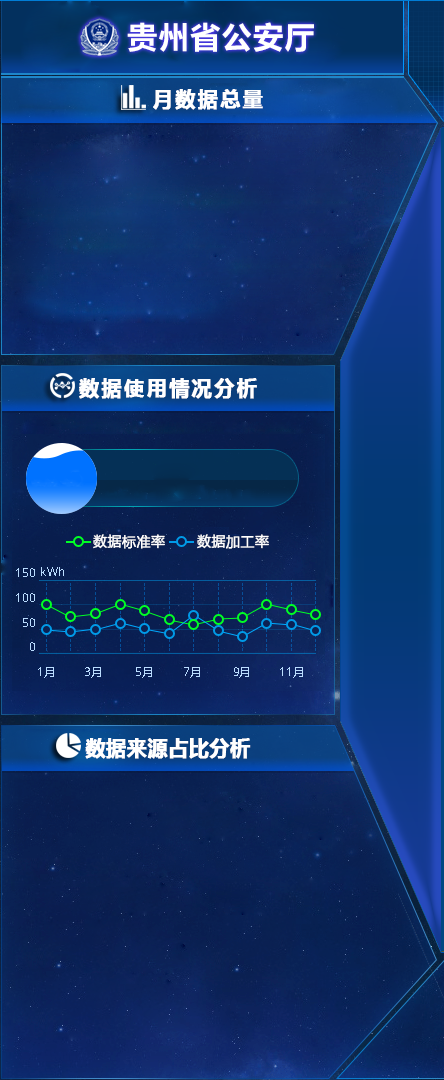 贵州省公安厅
月数据总量
数据使用情况分析
数据标准率 数据加工率
150 kWh
100
50
0
1月 3月 5月 7月 9月 11月
数据来源占比分析